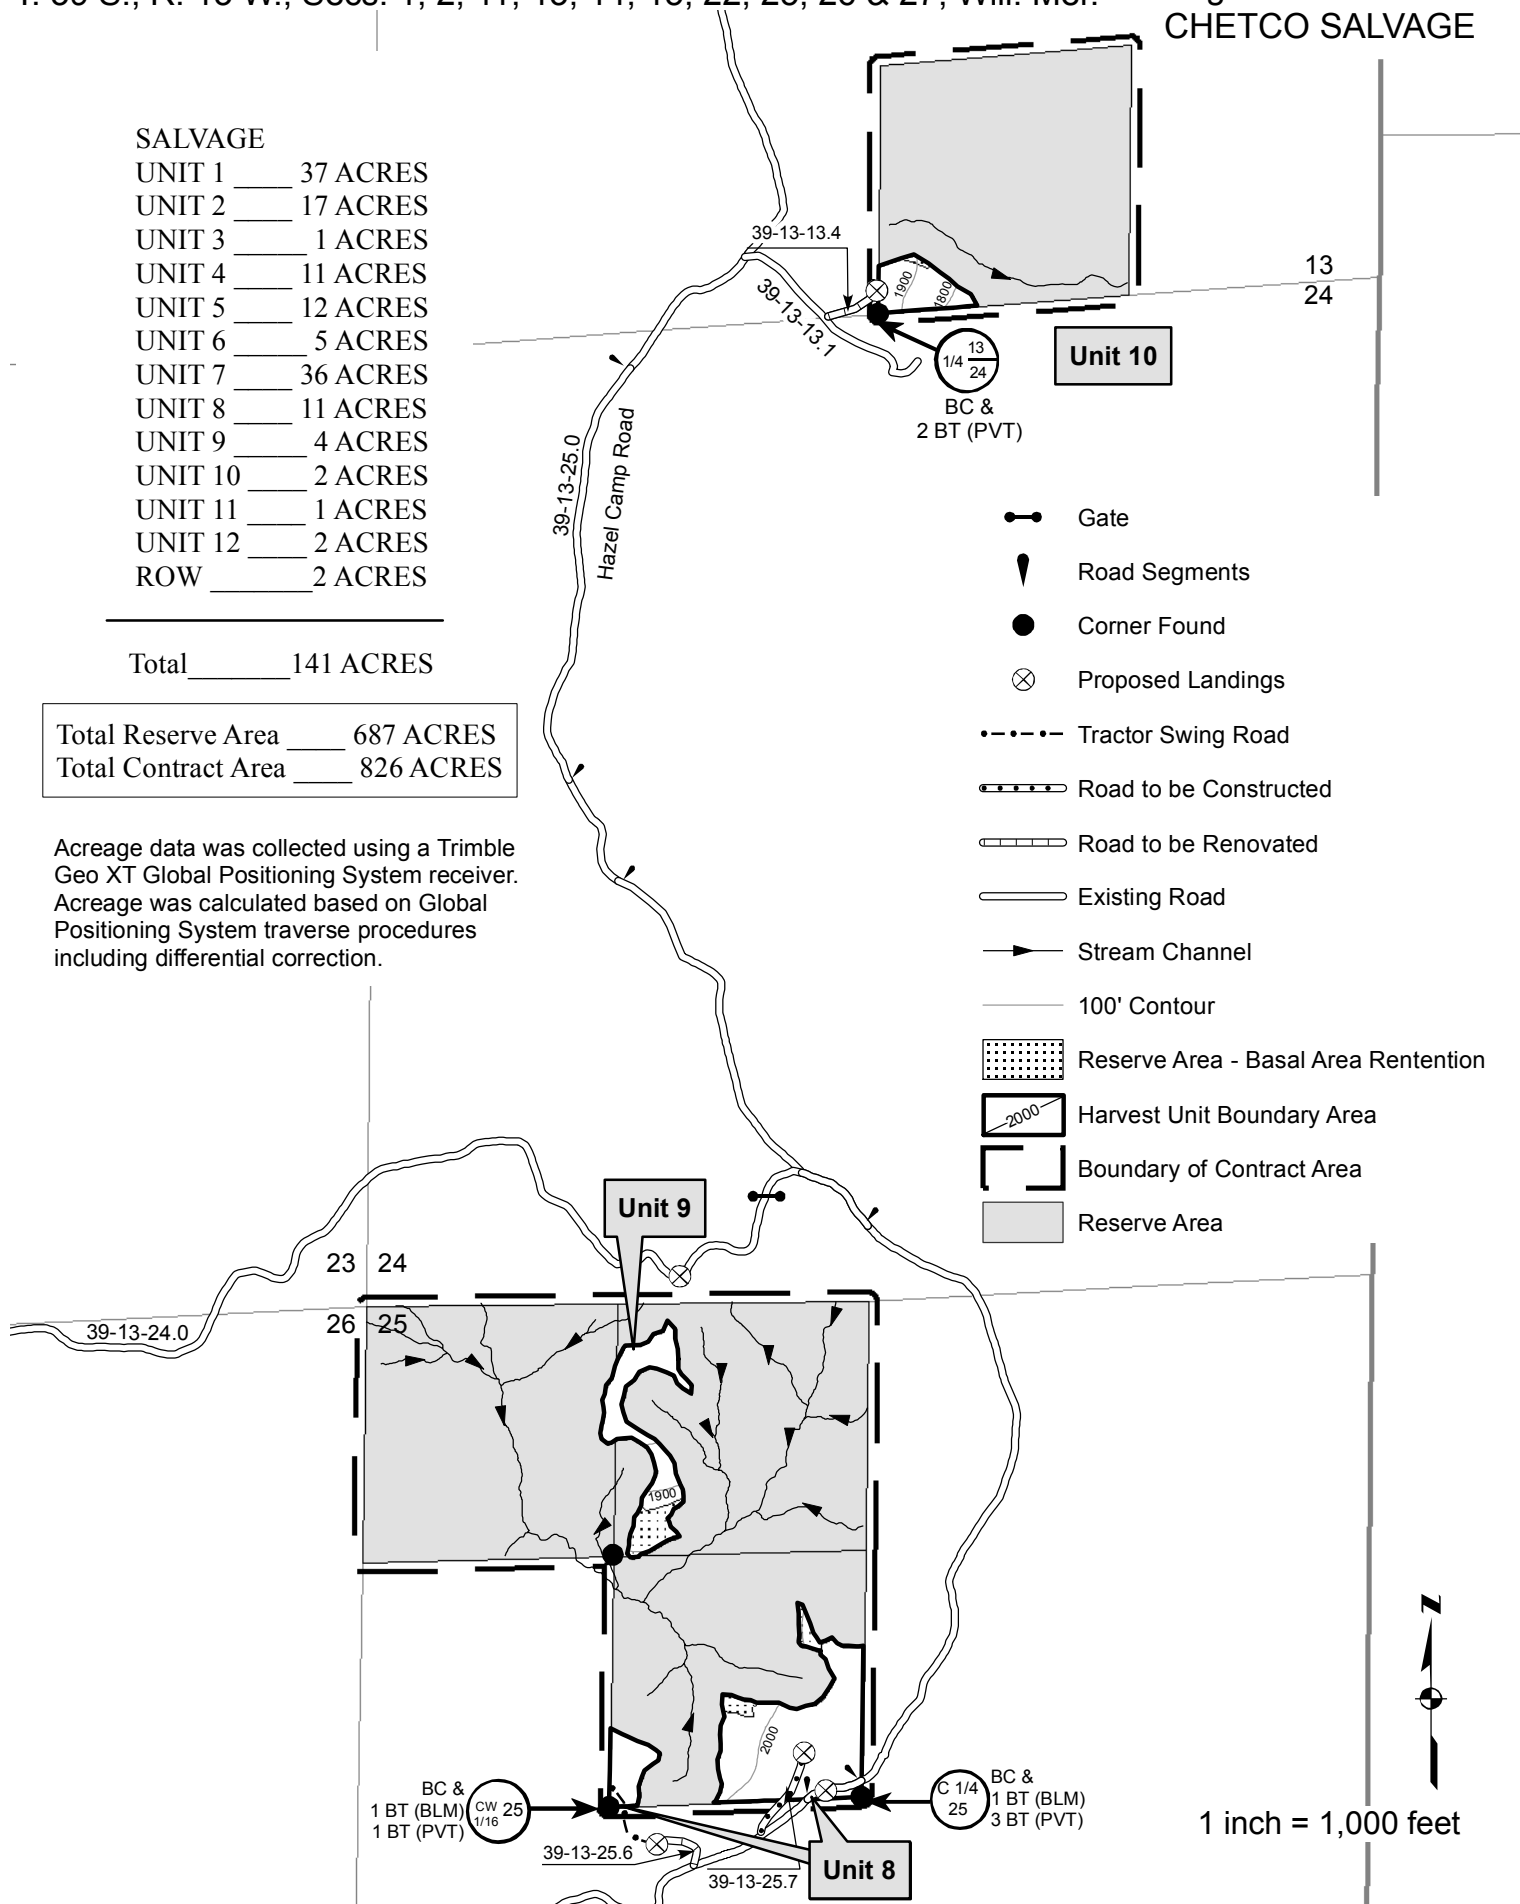 CHETCO SALVAGE
SALVAGE
UNIT 1 ____ 37 ACRES
UNIT 2 ____ 17 ACRES
UNIT 3 _____ 1 ACRES
UNIT 4 ____ 11 ACRES
UNIT 5 ____ 12 ACRES
UNIT 6 _____ 5 ACRES
UNIT 7 ____ 36 ACRES
UNIT 8 ____ 11 ACRES
UNIT 9 _____ 4 ACRES
UNIT 10 ____ 2 ACRES
UNIT 11 ____ 1 ACRES
UNIT 12 ____ 2 ACRES
ROW _______2 ACRES
Total_______141 ACRES
Total Reserve Area ____ 687 ACRES
Total Contract Area ____ 826 ACRES
Acreage data was collected using a Trimble
Geo XT Global Positioning System receiver.
Acreage was calculated based on Global
Positioning System traverse procedures
including differential correction.
39-13-13.4
39-13-13.1
1900
1800
13
24
1/4 13
24
BC &
2 BT (PVT)
Unit 10
39-13-25.0
Hazel Camp Road
Gate
Road Segments
Corner Found
Proposed Landings
Tractor Swing Road
Road to be Constructed
Road to be Renovated
Existing Road
Stream Channel
100' Contour
Reserve Area - Basal Area Rentention
2000
Harvest Unit Boundary Area
Boundary of Contract Area
Reserve Area
Unit 9
23 24
26 25
39-13-24.0
1900
2000
BC &
1 BT (BLM)
1 BT (PVT)
CW 25
1/16
C 1/4
25
BC &
1 BT (BLM)
3 BT (PVT)
39-13-25.6
39-13-25.7
Unit 8
Z
1 inch = 1,000 feet